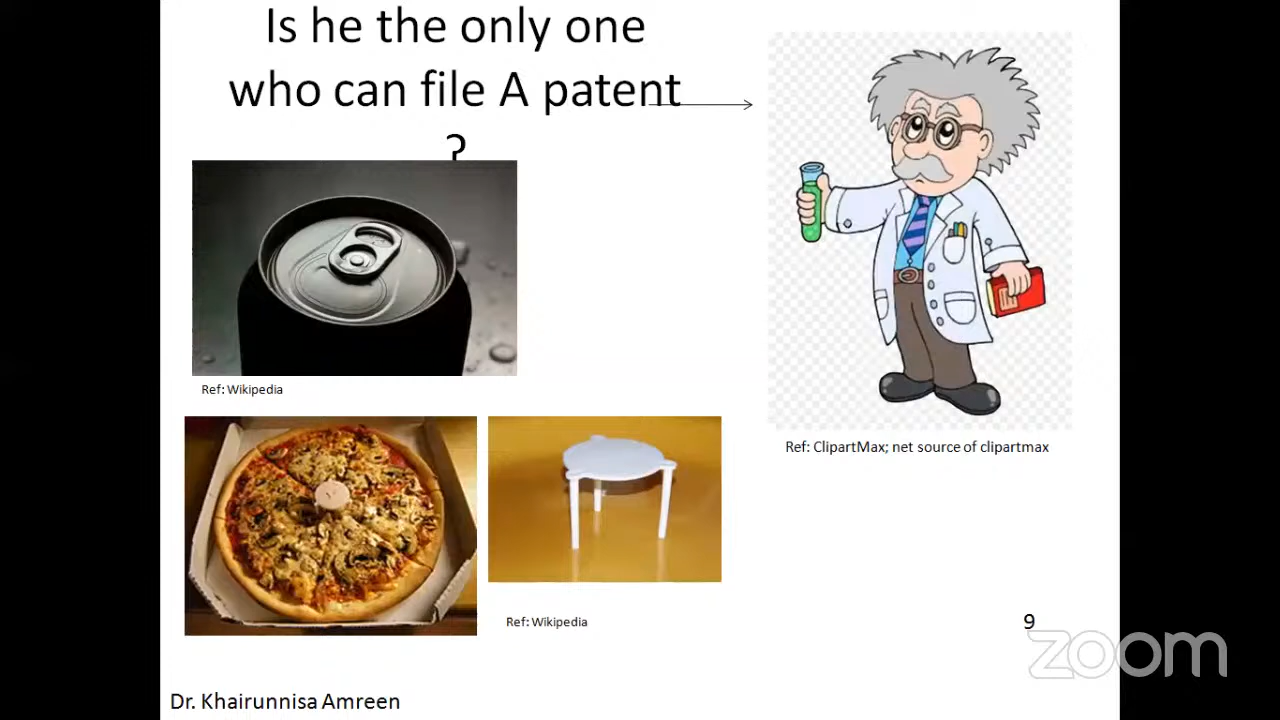 Is he the only one
who can file A patent
?
Ref: Wikipedia
Ref: ClipartMax; net source of clipartmax
Ref: Wikipedia
9
zoom
Dr. Khairunnisa Amreen